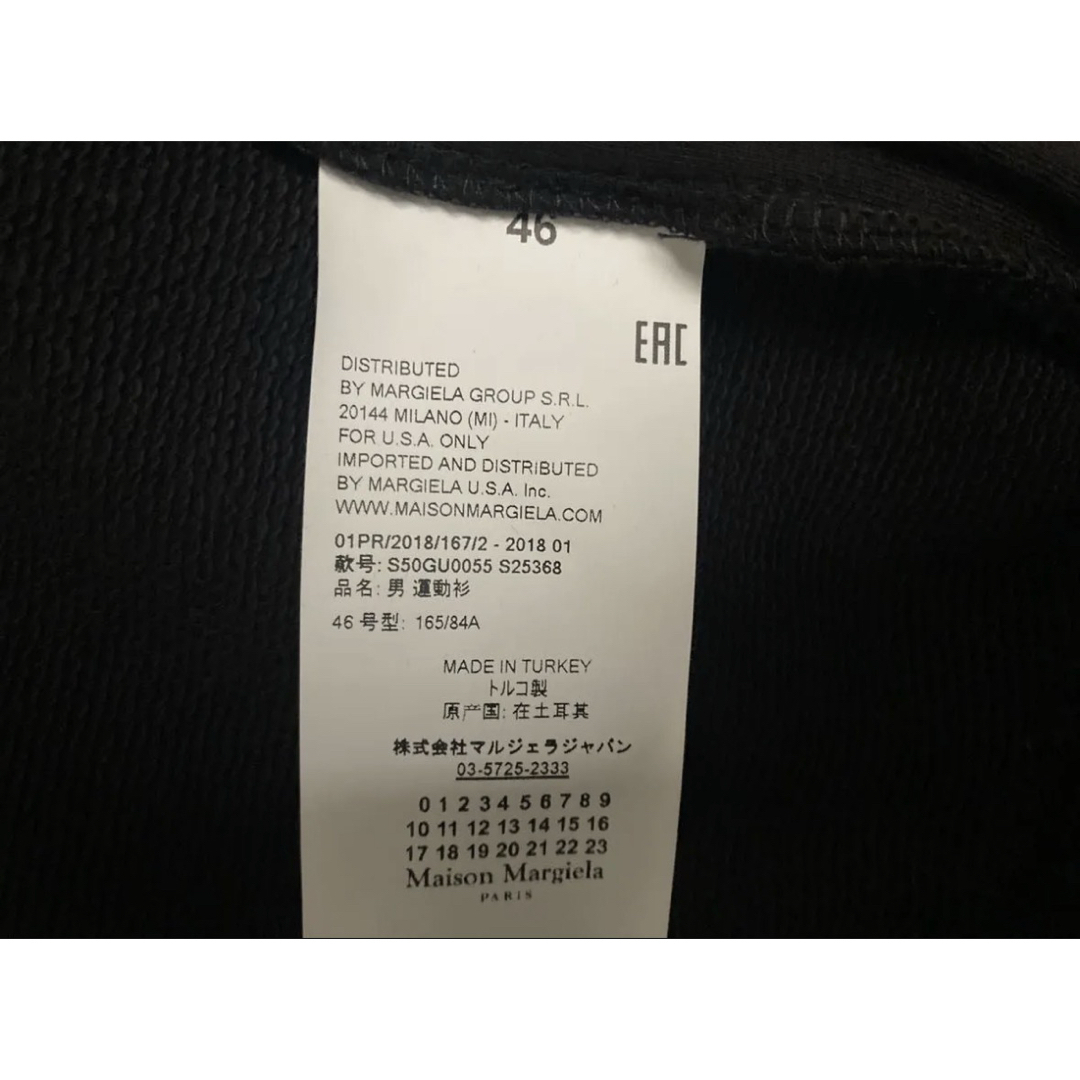 46
EAC
DISTRIBUTED
BY MARGIELA GROUP S.R.L.
20144 MILANO (MI) - ITALY
FOR U.S.A. ONLY
IMPORTED AND DISTRIBUTED
BY MARGIELA U.S.A. Inc.
WWW.MAISONMARGIELA.COM
01PR/2018/167/2 - 2018 01
款号: S50GU0055 S25368
品名: 男 運動衫
46 号型: 165/84A
MADE IN TURKEY
トルコ製
原产国: 在土耳其
株式会社マルジェラジャパン
03-5725-2333
0 1 2 3 4 5 6 7 8 9
10 11 12 13 14 15 16
17 18 19 20 21 22 23
Maison Margiela
PARIS